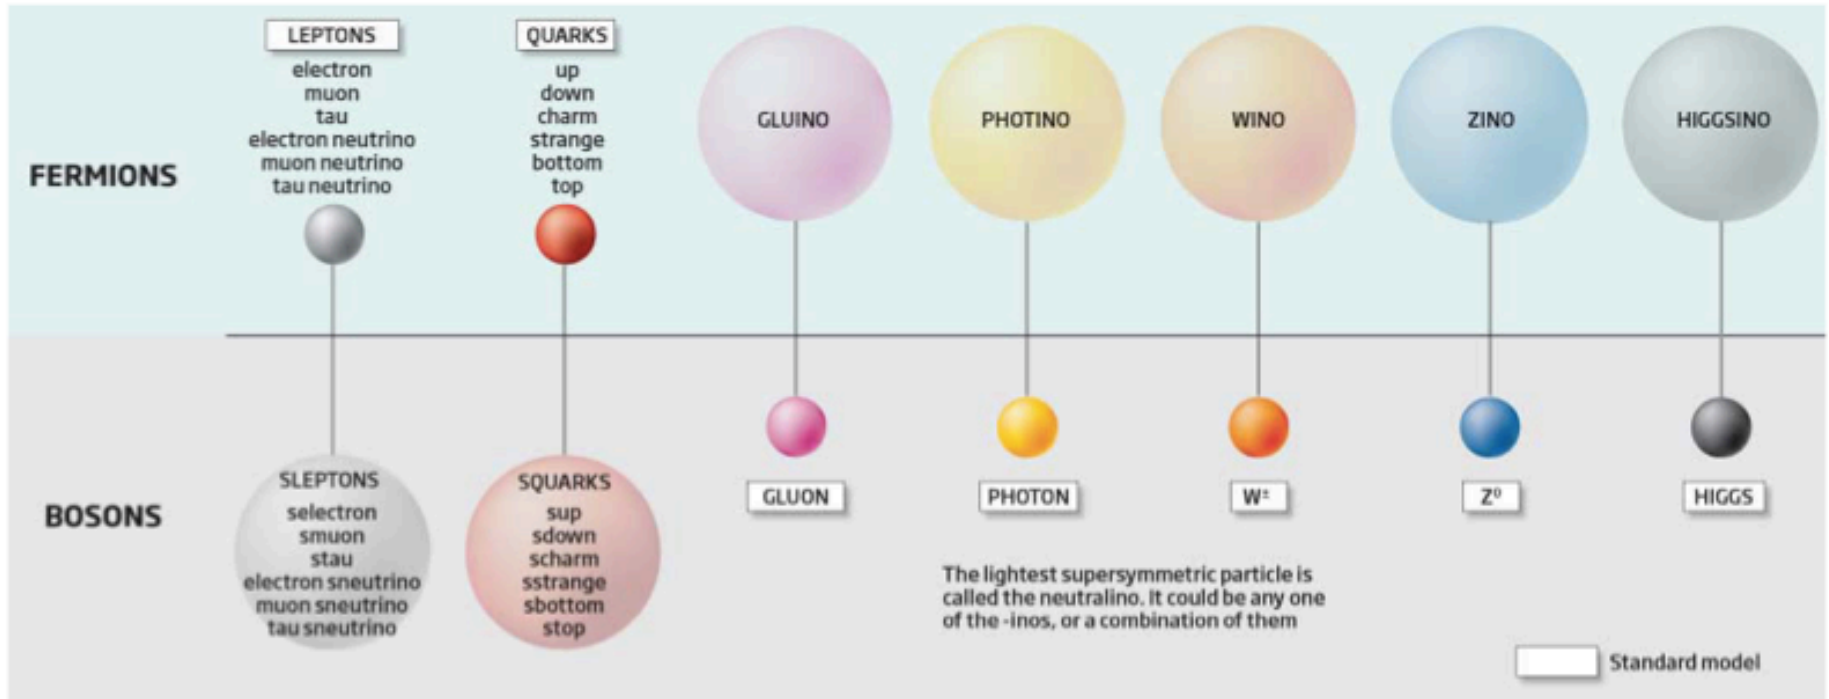 LEPTONS
electron
muon
tau
electron neutrino
muon neutrino
tau neutrino
QUARKS
up
down
charm
strange
bottom
top
GLUINO
PHOTINO
WINO
ZINO
HIGGSINO
FERMIONS
BOSONS
SLEPTONS
selectron
smuon
stau
electron sneutrino
muon sneutrino
tau sneutrino
SQUARKS
sup
sdown
scharm
sstrange
sbottom
stop
GLUON
PHOTON
W±
Z⁰
HIGGS
The lightest supersymmetric particle is
called the neutralino. It could be any one
of the -inos, or a combination of them
Standard model